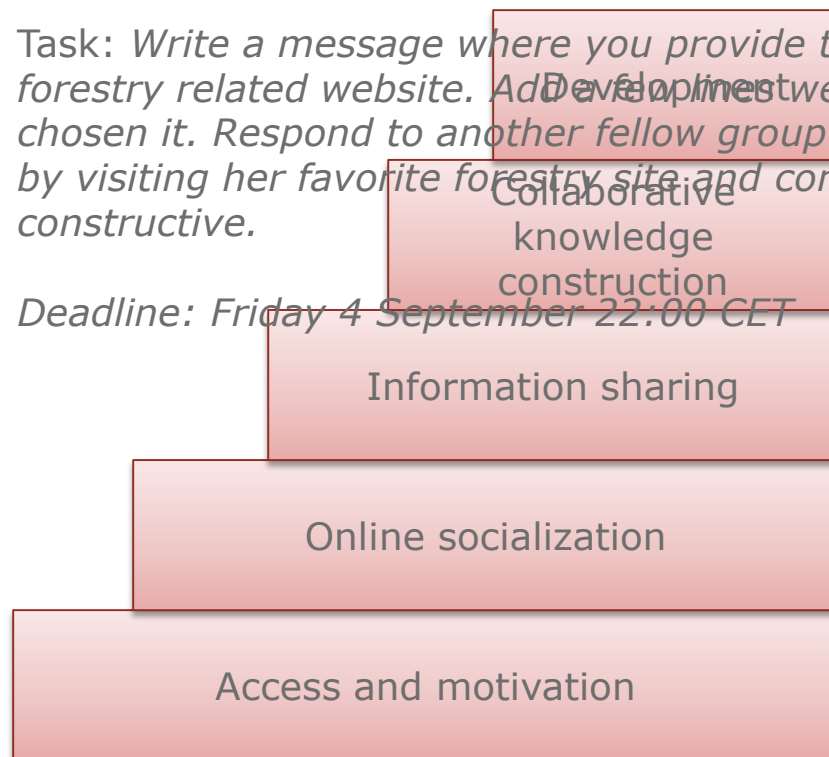 Task: Write a message where you provide t
forestry related website. Add a few lines we
chosen it. Respond to another fellow group
by visiting her favorite forestry site and con
constructive.
Deadline: Friday 4 September 22:00 CET
Development
Collaborative
knowledge
construction
Information sharing
Online socialization
Access and motivation